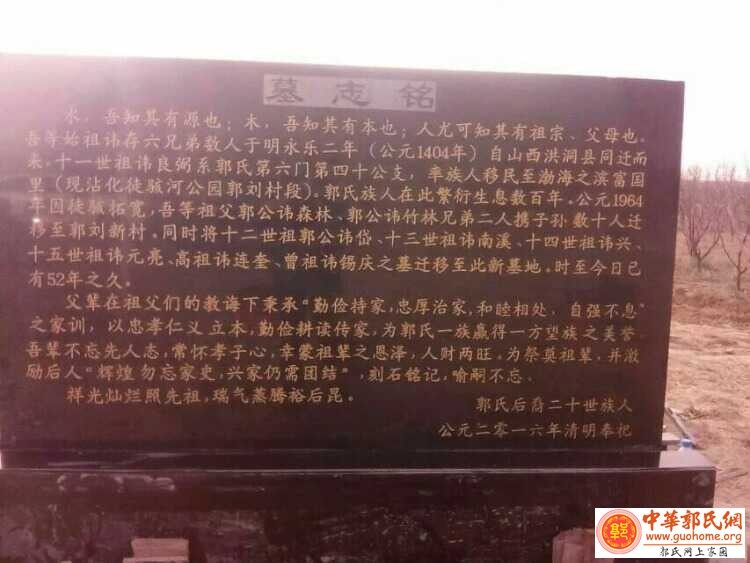 墓志铭
水，吾知其有源也；木，吾知其有本也；人尤可知其有祖宗、父母也。
吾等始祖讳存六兄弟数人于明永乐二年（公元1404年）自山西洪洞县同迁而
来。十一世祖讳良弼系郭氏第六门第四十公支，率族人移民至渤海之滨富国
里（现沾化徒骇河公园郭刘村段）。郭氏族人在此繁衍生息数百年。公元1964
年因徒骇拓宽，吾等祖父郭公讳森林、郭公讳竹林兄弟二人携子孙数十人迁
移至郭刘新村。同时将十二世祖郭公讳岱、十三世祖讳南溪、十四世祖讳兴、
十五世祖讳元亮、高祖讳连奎、曾祖讳锡庆之墓迁移至此新墓地。时至今日已
有52年之久。
父辈在祖父们的教诲下秉承“勤俭持家，忠厚治家，和睦相处，自强不息”
之家训，以忠孝仁义立本，勤俭耕读传家，为郭氏一族赢得一方望族之美誉。
吾辈不忘先人志，常怀孝子心，幸蒙祖辈之恩泽，人财两旺。为祭奠祖辈，并激
励后人“辉煌勿忘家史，兴家仍需团结”，刻石铭记，喻嗣不忘。
祥光灿烂照先祖，瑞气蒸腾裕后昆。
郭氏后裔二十世族人
公元二零一六年清明奉祀
中華郭氏網
www.guohome.org
郭氏网上家园